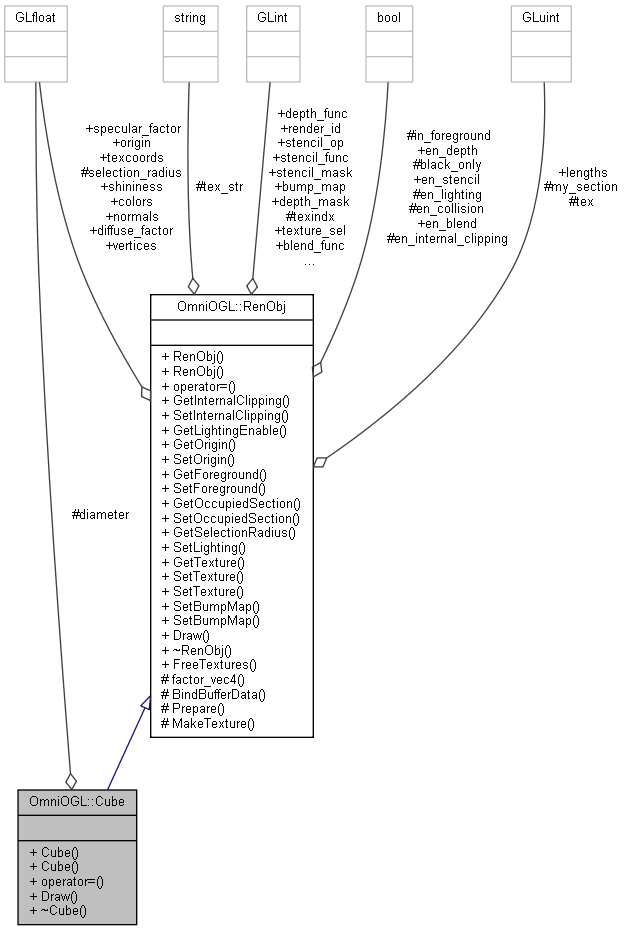 GLfloat
string
GLint
bool
GLuint
+specular_factor
+origin
+texcoords
#selection_radius
+shininess
+colors
+normals
+diffuse_factor
+vertices
#tex_str
+depth_func
+render_id
+stencil_op
+stencil_func
+stencil_mask
+bump_map
+depth_mask
#texindx
+texture_sel
+blend_func
...
#in_foreground
+en_depth
#black_only
+en_stencil
#en_lighting
#en_collision
+en_blend
#en_internal_clipping
+lengths
#my_section
#tex
OmniOGL::RenObj
+ RenObj()
+ RenObj()
+ operator=()
+ GetInternalClipping()
+ SetInternalClipping()
+ GetLightingEnable()
+ GetOrigin()
+ SetOrigin()
+ GetForeground()
+ SetForeground()
+ GetOccupiedSection()
+ SetOccupiedSection()
+ GetSelectionRadius()
+ SetLighting()
+ GetTexture()
+ SetTexture()
+ SetTexture()
+ SetBumpMap()
+ SetBumpMap()
+ Draw()
+ ~RenObj()
+ FreeTextures()
# factor_vec4()
# BindBufferData()
# Prepare()
# MakeTexture()
#diameter
OmniOGL::Cube
+ Cube()
+ Cube()
+ operator=()
+ Draw()
+ ~Cube()